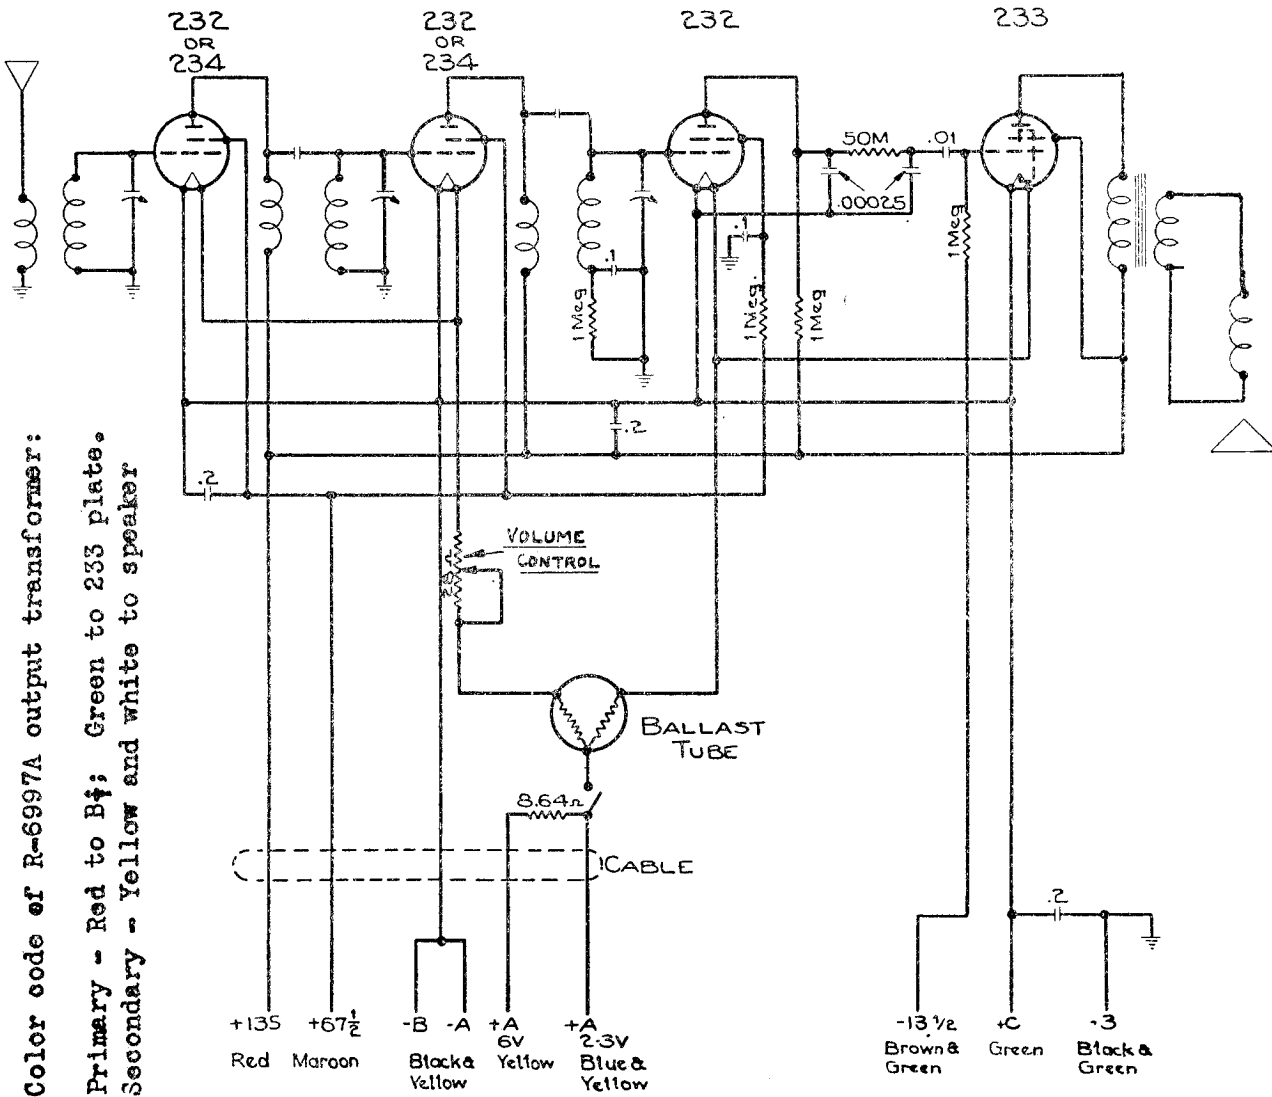 232
OR
234
232
OR
234
232
233
50M
.01
.00025
1 Meg
.1
.1
1 Meg
1 Meg.
1 Meg
.2
.2
VOLUME
CONTROL
BALLAST
TUBE
8.64Ω
CABLE
.2
+135
Red
+67½
Maroon
-B
-A
Black &
Yellow
+A
6V
Yellow
+A
2-3V
Blue &
Yellow
-13 ½
Brown &
Green
+C
Green
-3
Black &
Green
Color code of R-6997A output transformer:
Primary - Red to B+; Green to 233 plate.
Secondary - Yellow and white to speaker